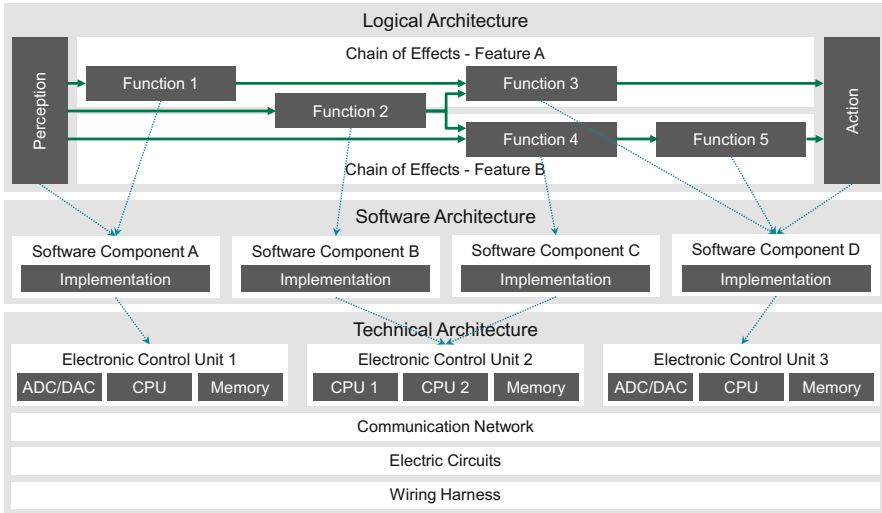 Logical Architecture
Perception
Chain of Effects - Feature A
Function 1
Function 3
Function 2
Function 4
Function 5
Chain of Effects - Feature B
Action
Software Architecture
Software Component A
Implementation
Software Component B
Implementation
Software Component C
Implementation
Software Component D
Implementation
Technical Architecture
Electronic Control Unit 1
ADC/DAC
CPU
Memory
Electronic Control Unit 2
CPU 1
CPU 2
Memory
Electronic Control Unit 3
ADC/DAC
CPU
Memory
Communication Network
Electric Circuits
Wiring Harness